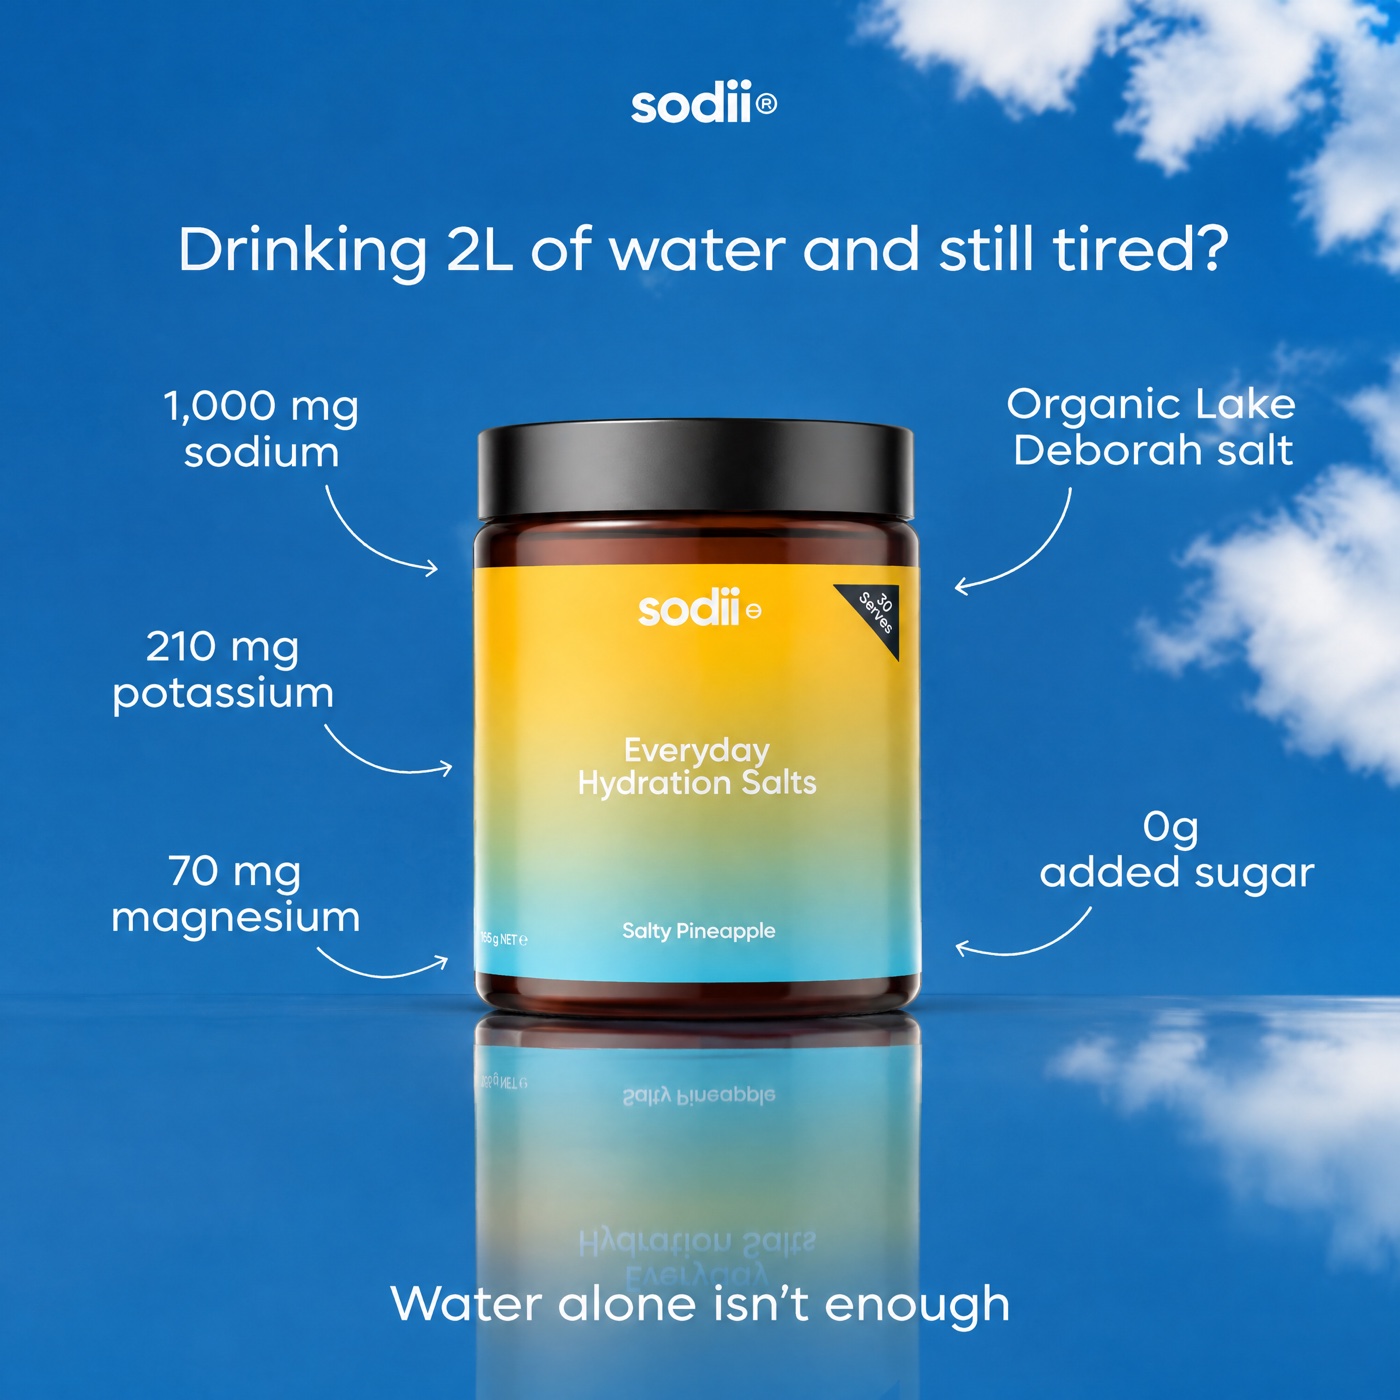 sodii®
Drinking 2L of water and still tired?
1,000 mg
sodium
Organic Lake
Deborah salt
210 mg
potassium
70 mg
magnesium
0g
added sugar
sodii
30
Serves
Everyday
Hydration Salts
Salty Pineapple
165 g NET ℮
Water alone isn't enough